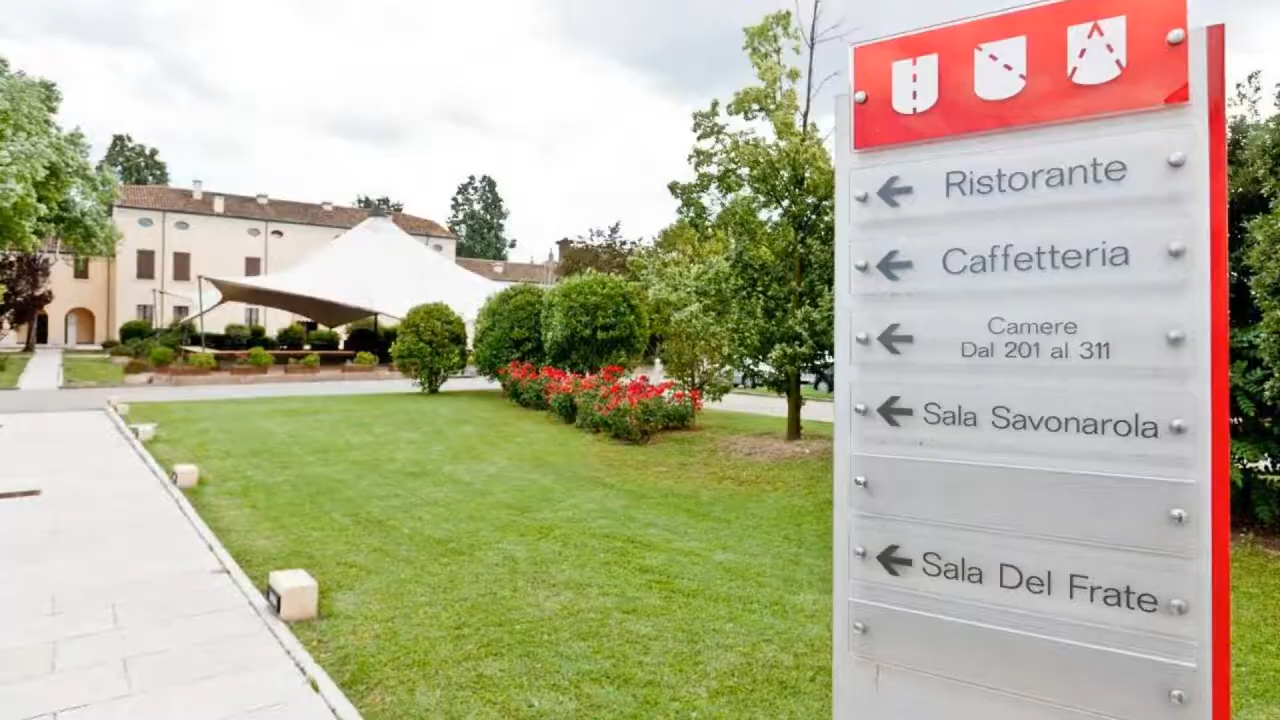 Ristorante
Caffetteria
Camere
Dal 201 al 311
Sala Savonarola
Sala Del Frate